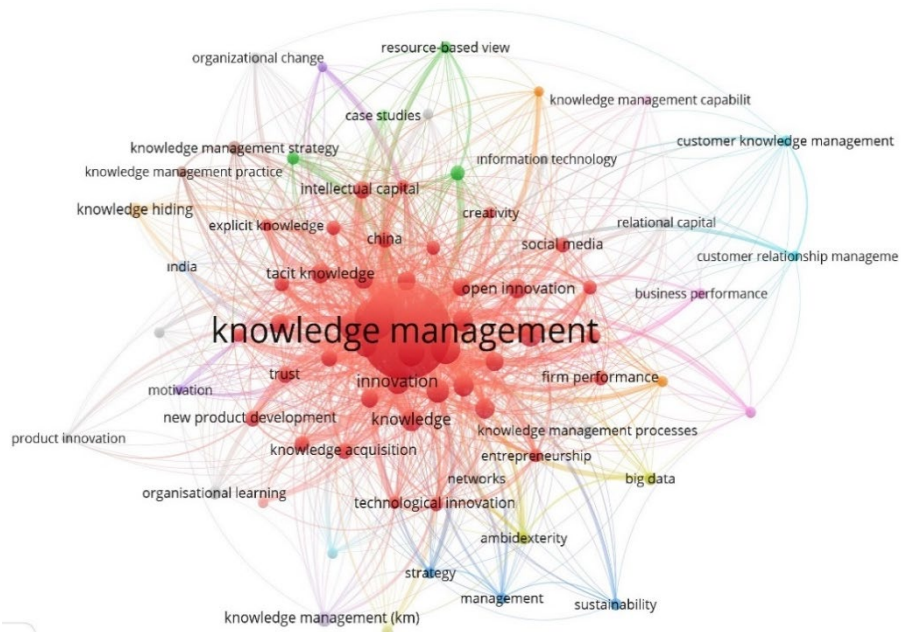 resource-based view
organizational change
knowledge management capabilit
case studies
customer knowledge management
knowledge management strategy
information technology
knowledge management practice
intellectual capital
knowledge hiding
creativity
explicit knowledge
relational capital
china
social media
customer relationship manageme
india
tacit knowledge
open innovation
business performance
knowledge management
trust
innovation
firm performance
motivation
new product development
knowledge
knowledge management processes
product innovation
knowledge acquisition
entrepreneurship
networks
big data
organisational learning
technological innovation
ambidexterity
strategy
management
sustainability
knowledge management (km)